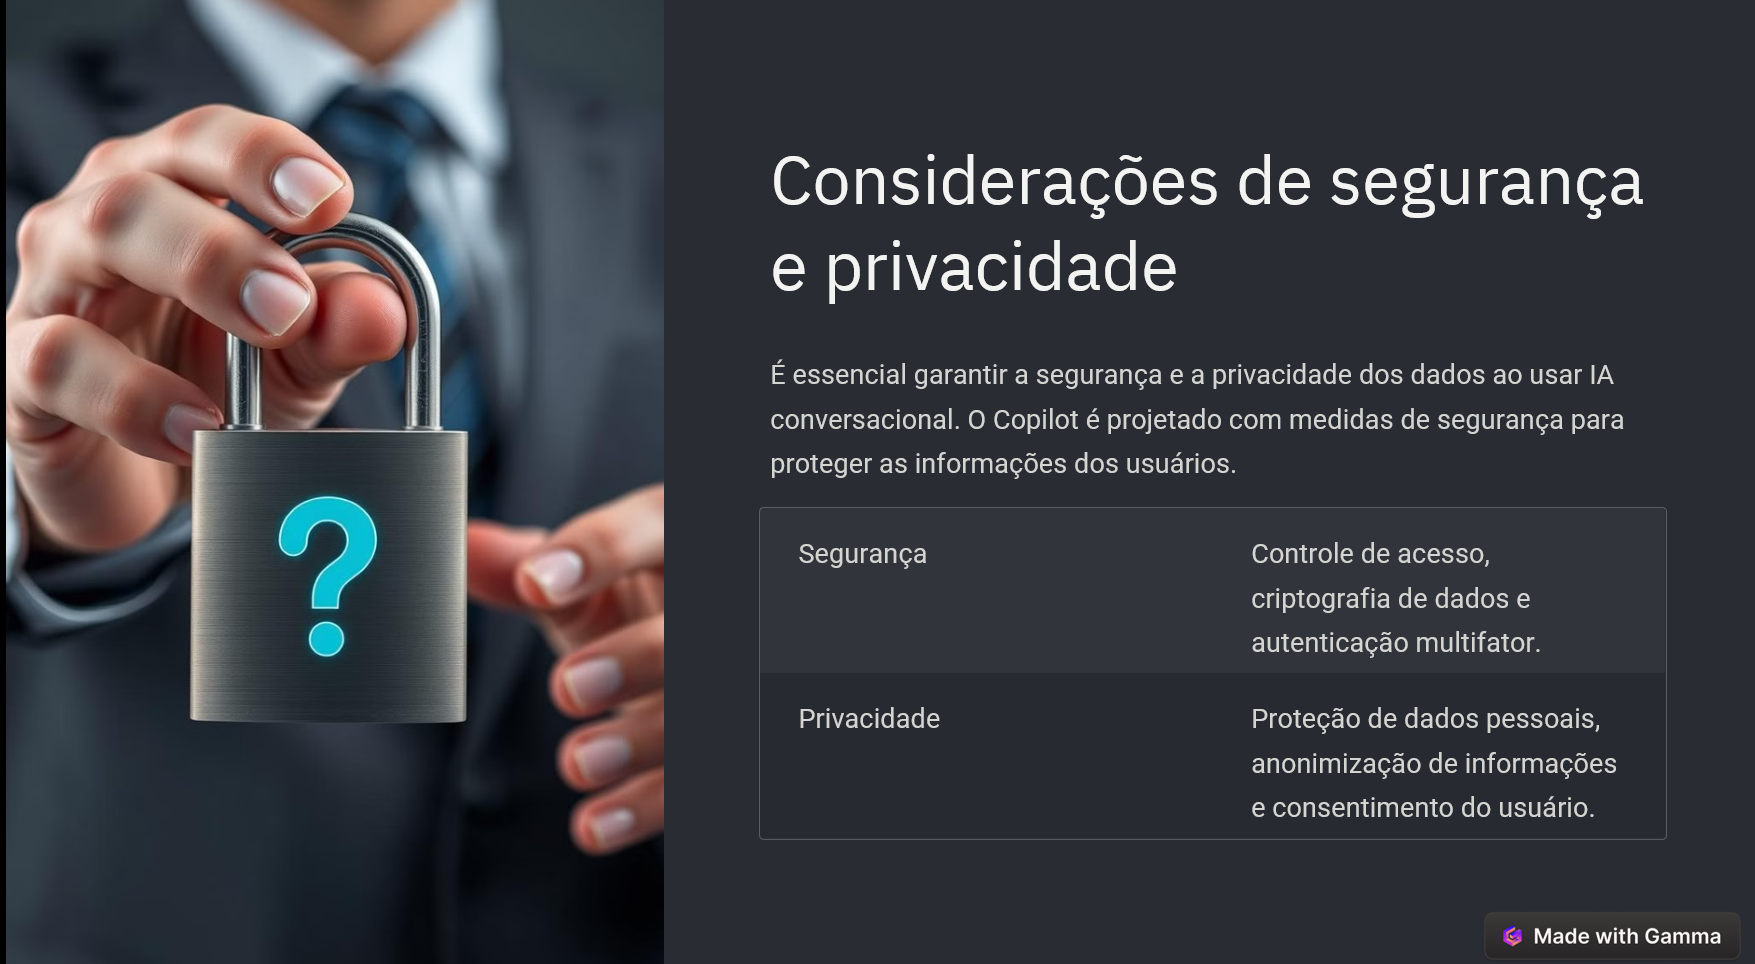 Considerações de segurança
e privacidade
É essencial garantir a segurança e a privacidade dos dados ao usar IA
conversacional. O Copilot é projetado com medidas de segurança para
proteger as informações dos usuários.
Segurança
Controle de acesso,
criptografia de dados e
autenticação multifator.
Privacidade
Proteção de dados pessoais,
anonimização de informações
e consentimento do usuário.
?
Made with Gamma